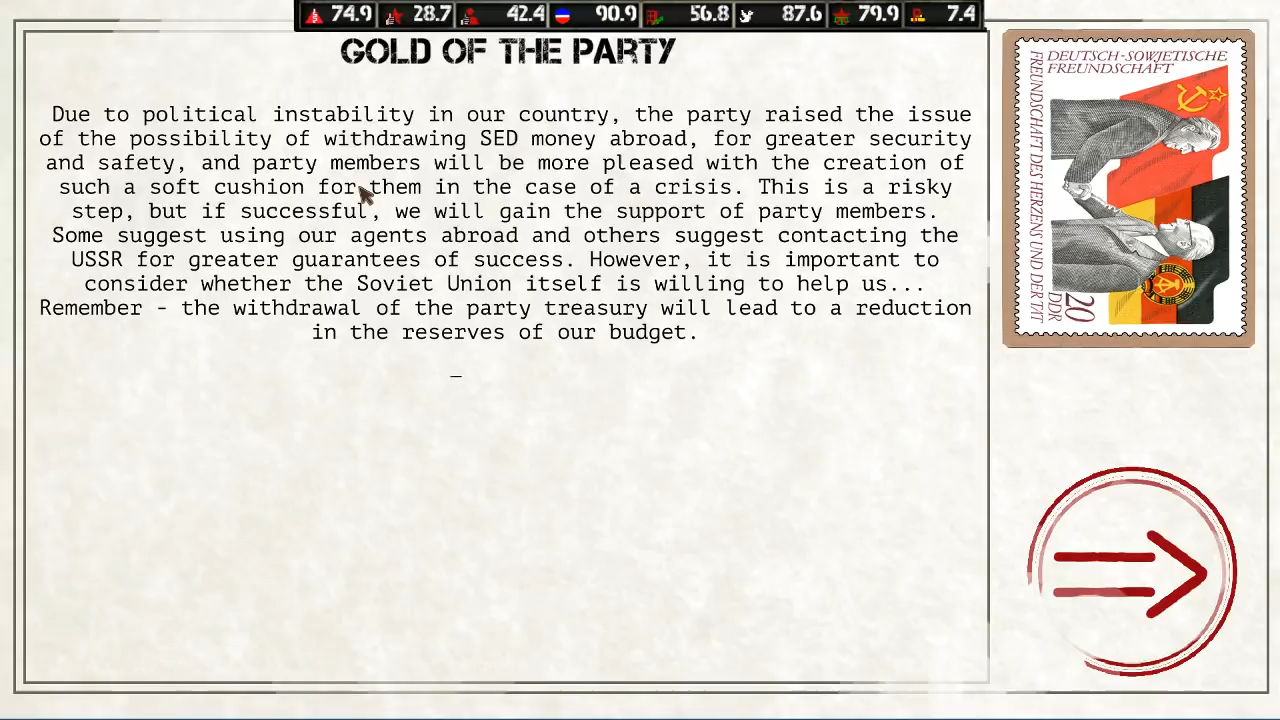 74.9 28.7 42.4 90.9 56.8 87.6 79.9 7.4
GOLD OF THE PARTY
Due to political instability in our country, the party raised the issue
of the possibility of withdrawing SED money abroad, for greater security
and safety, and party members will be more pleased with the creation of
such a soft cushion for them in the case of a crisis. This is a risky
step, but if successful, we will gain the support of party members.
Some suggest using our agents abroad and others suggest contacting the
USSR for greater guarantees of success. However, it is important to
consider whether the Soviet Union itself is willing to help us...
Remember - the withdrawal of the party treasury will lead to a reduction
in the reserves of our budget.
_
DEUTSCH-SOWJETISCHE
FREUNDSCHAFT
FREUNDSCHAFT DES HERZENS UND DER TAT
DDR
20